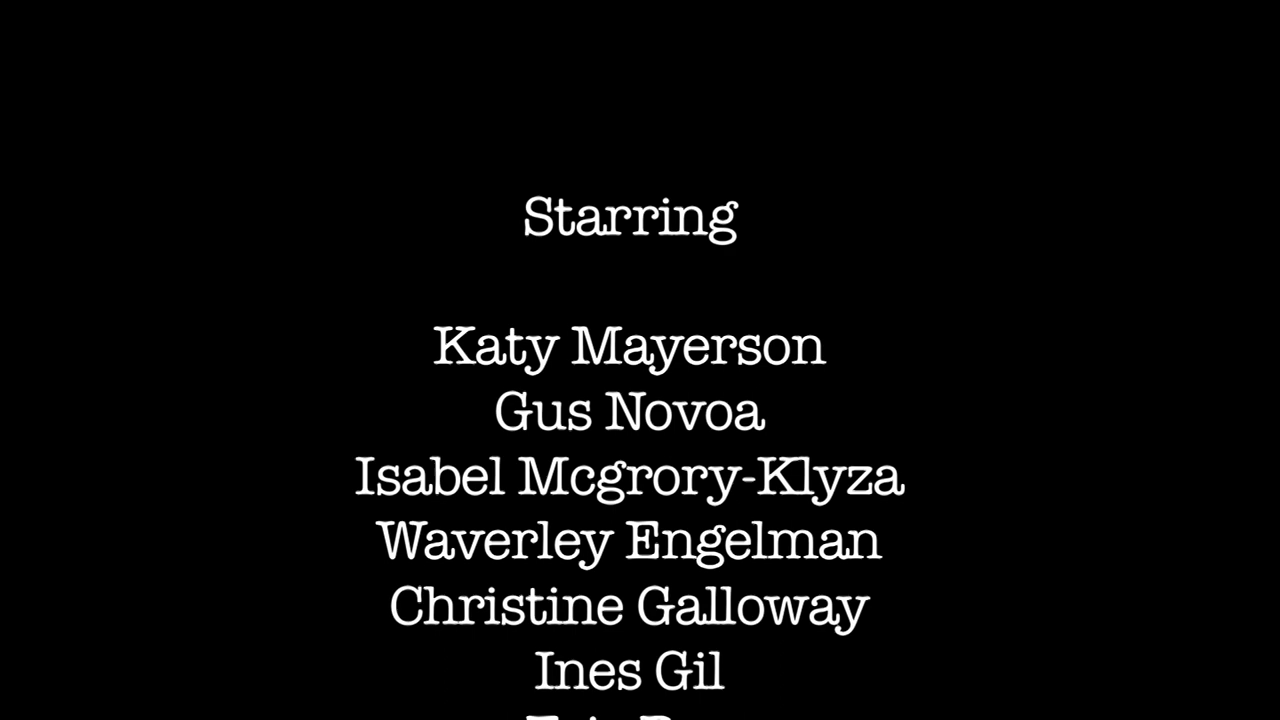 Starring
Katy Mayerson
Gus Novoa
Isabel Mcgrory-Klyza
Waverley Engelman
Christine Galloway
Ines Gil